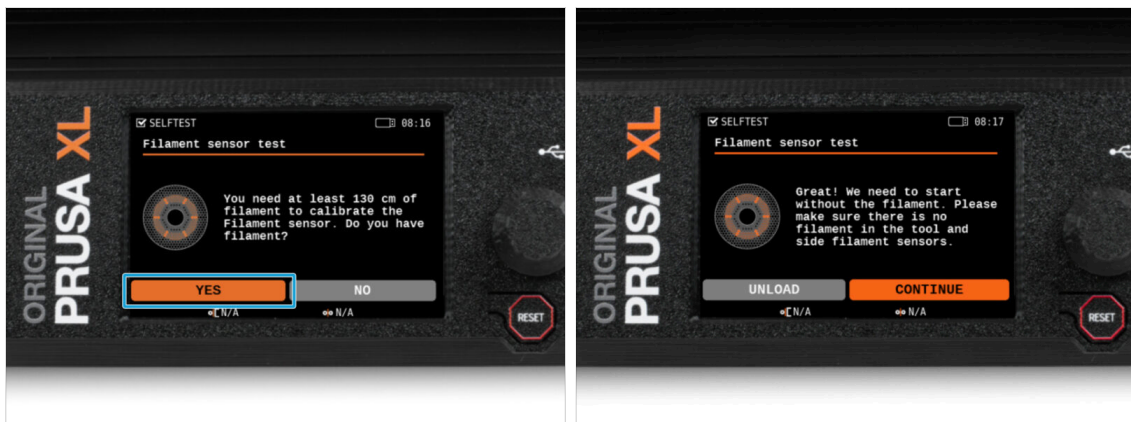 ORIGINAL
PRUSA XL
SELFTEST
08:16
Filament sensor test
You need at least 130 cm of
filament to calibrate the
Filament sensor. Do you have
filament?
YES
NO
N/A
N/A
RESET
ORIGINAL
PRUSA XL
SELFTEST
08:17
Filament sensor test
Great! We need to start
without the filament. Please
make sure there is no
filament in the tool and
side filament sensors.
UNLOAD
CONTINUE
N/A
N/A
RESET